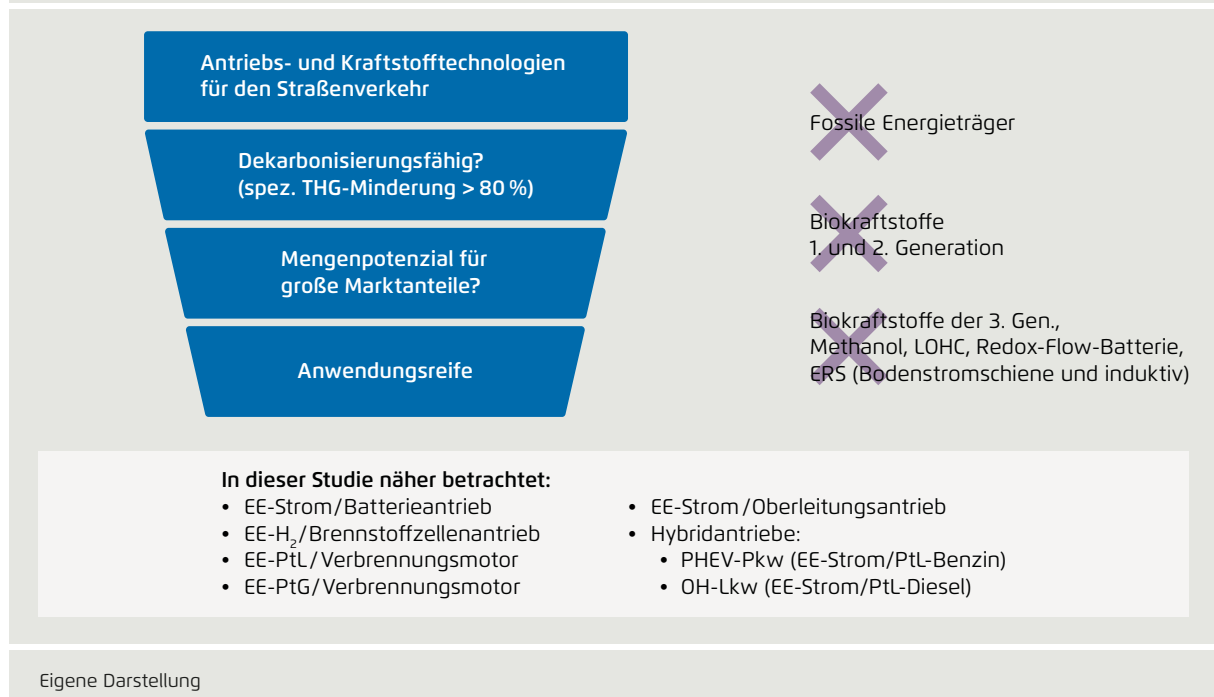 Antriebs- und Kraftstofftechnologien
für den Straßenverkehr
Fossile Energieträger
Dekarbonisierungsfähig?
(spez. THG-Minderung > 80 %)
Biokraftstoffe
1. und 2. Generation
Mengenpotenzial für
große Marktanteile?
Biokraftstoffe der 3. Gen.,
Methanol, LOHC, Redox-Flow-Batterie,
ERS (Bodenstromschiene und induktiv)
Anwendungsreife
In dieser Studie näher betrachtet:
• EE-Strom/Batterieantrieb
• EE-H₂/Brennstoffzellenantrieb
• EE-PtL/Verbrennungsmotor
• EE-PtG/Verbrennungsmotor
• EE-Strom/Oberleitungsantrieb
• Hybridantriebe:
• PHEV-Pkw (EE-Strom/PtL-Benzin)
• OH-Lkw (EE-Strom/PtL-Diesel)
Eigene Darstellung